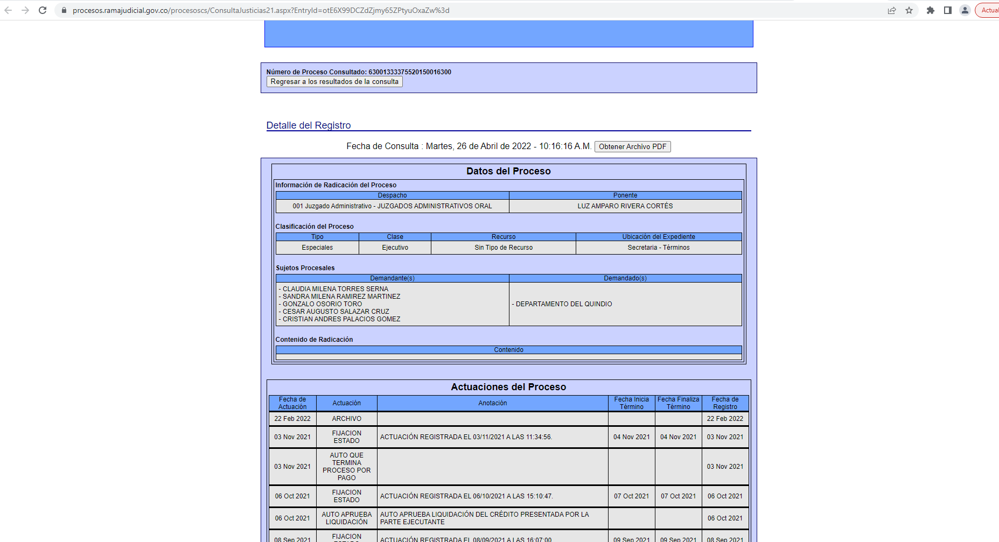 procesos.ramajudicial.gov.co/procesoscs/ConsultaJusticias21.aspx?EntryId=otE6X99DCZdZjmy65ZPtyuOxaZw%3d
Actual
Número de Proceso Consultado: 63001333375520150016300
Regresar a los resultados de la consulta
Detalle del Registro
Fecha de Consulta : Martes, 26 de Abril de 2022 - 10:16:16 A.M. Obtener Archivo PDF
Datos del Proceso
Información de Radicación del Proceso
Despacho Ponente
001 Juzgado Administrativo - JUZGADOS ADMINISTRATIVOS ORAL LUZ AMPARO RIVERA CORTÉS
Clasificación del Proceso
Tipo Clase Recurso Ubicación del Expediente
Especiales Ejecutivo Sin Tipo de Recurso Secretaria - Términos
Sujetos Procesales
Demandante(s) Demandado(s)
- CLAUDIA MILENA TORRES SERNA
- SANDRA MILENA RAMIREZ MARTINEZ
- GONZALO OSORIO TORO
- CESAR AUGUSTO SALAZAR CRUZ
- CRISTIAN ANDRES PALACIOS GOMEZ
- DEPARTAMENTO DEL QUINDIO
Contenido de Radicación
Contenido
Actuaciones del Proceso
Fecha de Actuación Actuación Anotación Fecha Inicia Término Fecha Finaliza Término Fecha de Registro
22 Feb 2022 ARCHIVO 22 Feb 2022
03 Nov 2021 FIJACION ESTADO ACTUACIÓN REGISTRADA EL 03/11/2021 A LAS 11:34:56. 04 Nov 2021 04 Nov 2021 03 Nov 2021
03 Nov 2021 AUTO QUE TERMINA PROCESO POR PAGO 03 Nov 2021
06 Oct 2021 FIJACION ESTADO ACTUACIÓN REGISTRADA EL 06/10/2021 A LAS 15:10:47. 07 Oct 2021 07 Oct 2021 06 Oct 2021
06 Oct 2021 AUTO APRUEBA LIQUIDACIÓN AUTO APRUEBA LIQUIDACIÓN DEL CRÉDITO PRESENTADA POR LA PARTE EJECUTANTE 06 Oct 2021
08 Sep 2021 FIJACION ESTADO ACTUACIÓN REGISTRADA EL 08/09/2021 A LAS 16:07:00 09 Sep 2021 09 Sep 2021 08 Sep 2021